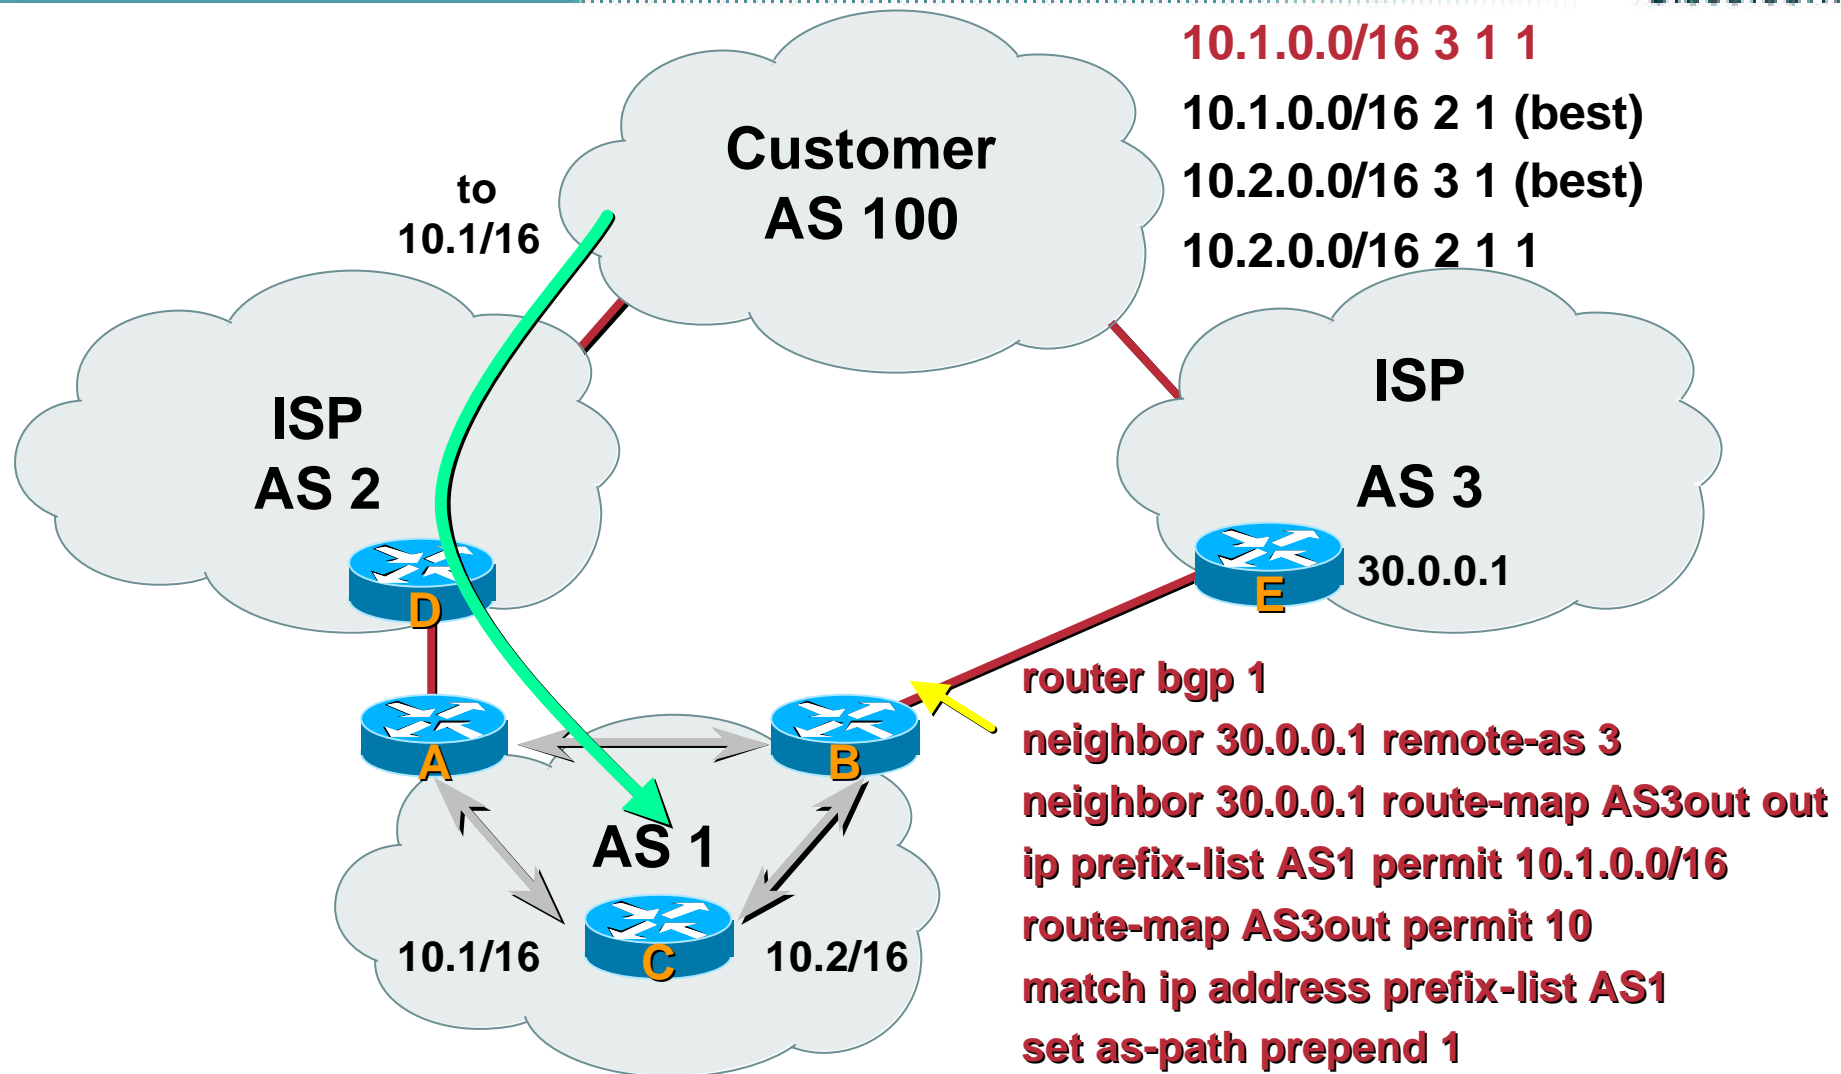 10.1.0.0/16 3 1 1
10.1.0.0/16 2 1 (best)
10.2.0.0/16 3 1 (best)
10.2.0.0/16 2 1 1
Customer
AS 100
to
10.1/16
ISP
AS 2
ISP
AS 3
D
E
30.0.0.1
A
B
AS 1
C
10.1/16
10.2/16
router bgp 1
neighbor 30.0.0.1 remote-as 3
neighbor 30.0.0.1 route-map AS3out out
ip prefix-list AS1 permit 10.1.0.0/16
route-map AS3out permit 10
match ip address prefix-list AS1
set as-path prepend 1